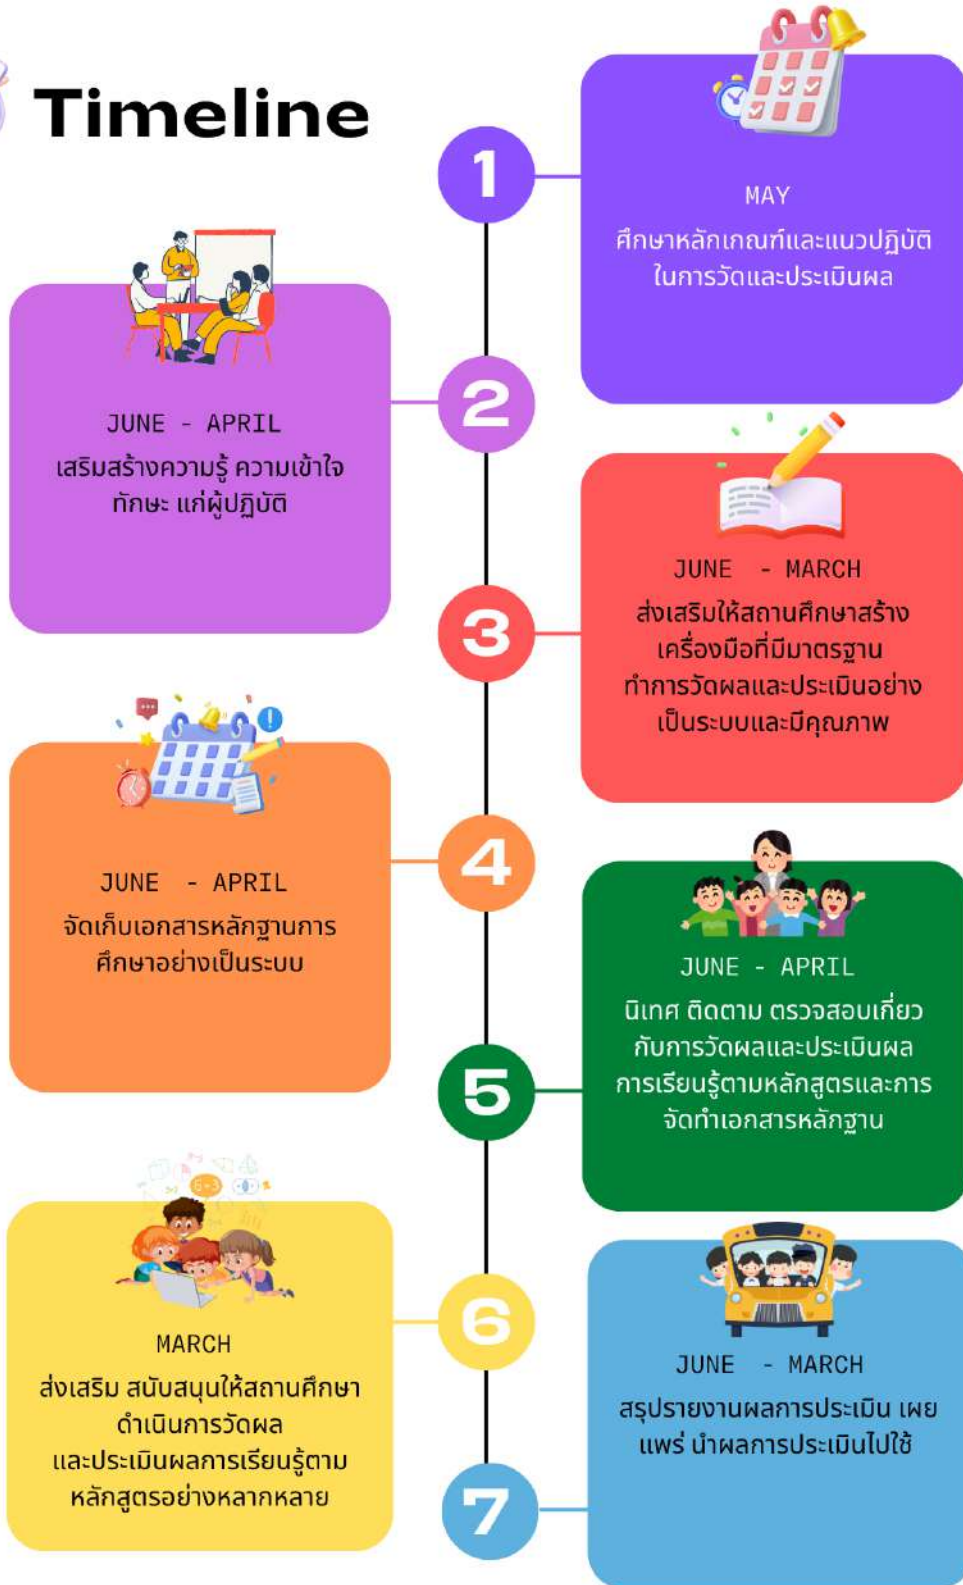 Timeline
1
MAY
ศึกษาหลักเกณฑ์และแนวปฏิบัติ
ในการวัดและประเมินผล
2
JUNE - APRIL
เสริมสร้างความรู้ ความเข้าใจ
ทักษะ แก่ผู้ปฏิบัติ
3
JUNE - MARCH
ส่งเสริมให้สถานศึกษาสร้าง
เครื่องมือที่มีมาตรฐาน
ทำการวัดผลและประเมินอย่าง
เป็นระบบและมีคุณภาพ
4
JUNE - APRIL
จัดเก็บเอกสารหลักฐานการ
ศึกษาอย่างเป็นระบบ
5
JUNE - APRIL
นิเทศ ติดตาม ตรวจสอบเกี่ยว
กับการวัดผลและประเมินผล
การเรียนรู้ตามหลักสูตรและการ
จัดทำเอกสารหลักฐาน
6
MARCH
ส่งเสริม สนับสนุนให้สถานศึกษา
ดำเนินการวัดผล
และประเมินผลการเรียนรู้ตาม
หลักสูตรอย่างหลากหลาย
7
JUNE - MARCH
สรุปรายงานผลการประเมิน เผย
แพร่ นำผลการประเมินไปใช้